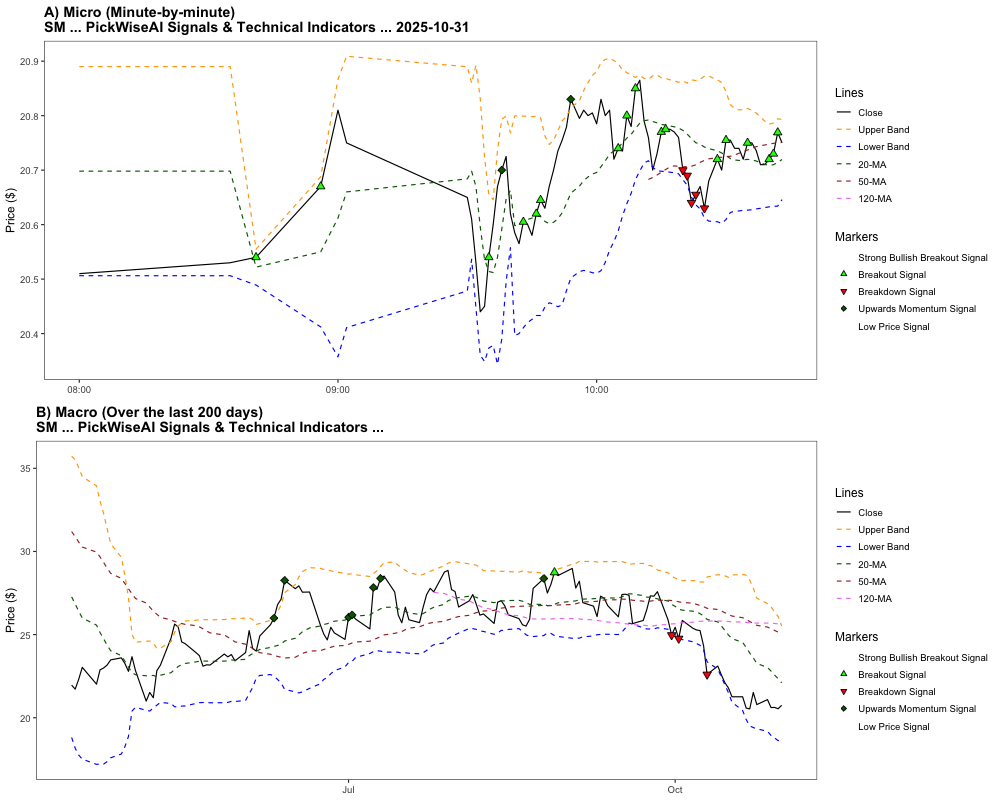 A) Micro (Minute-by-minute)
SM ... PickWiseAI Signals & Technical Indicators ... 2025-10-31
Price ($)
20.9
20.8
20.7
20.6
20.5
20.4
08:00
09:00
10:00
Lines
Close
Upper Band
Lower Band
20-MA
50-MA
120-MA
Markers
Strong Bullish Breakout Signal
Breakout Signal
Breakdown Signal
Upwards Momentum Signal
Low Price Signal
B) Macro (Over the last 200 days)
SM ... PickWiseAI Signals & Technical Indicators ...
Price ($)
35
30
25
20
Jul
Oct
Lines
Close
Upper Band
Lower Band
20-MA
50-MA
120-MA
Markers
Strong Bullish Breakout Signal
Breakout Signal
Breakdown Signal
Upwards Momentum Signal
Low Price Signal